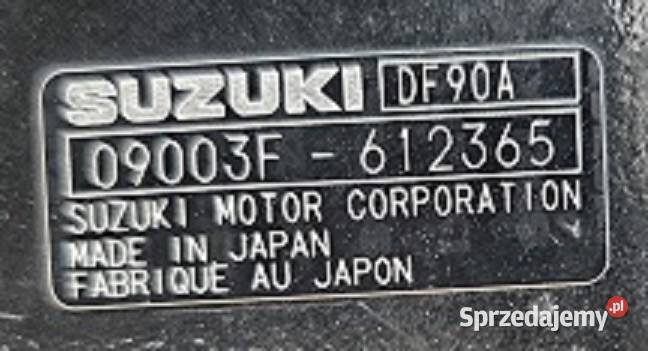 SUZUKI DF90A
09003F - 612365
SUZUKI MOTOR CORPORATION
MADE IN JAPAN
FABRIQUE AU JAPON
Sprzedajemy.pl